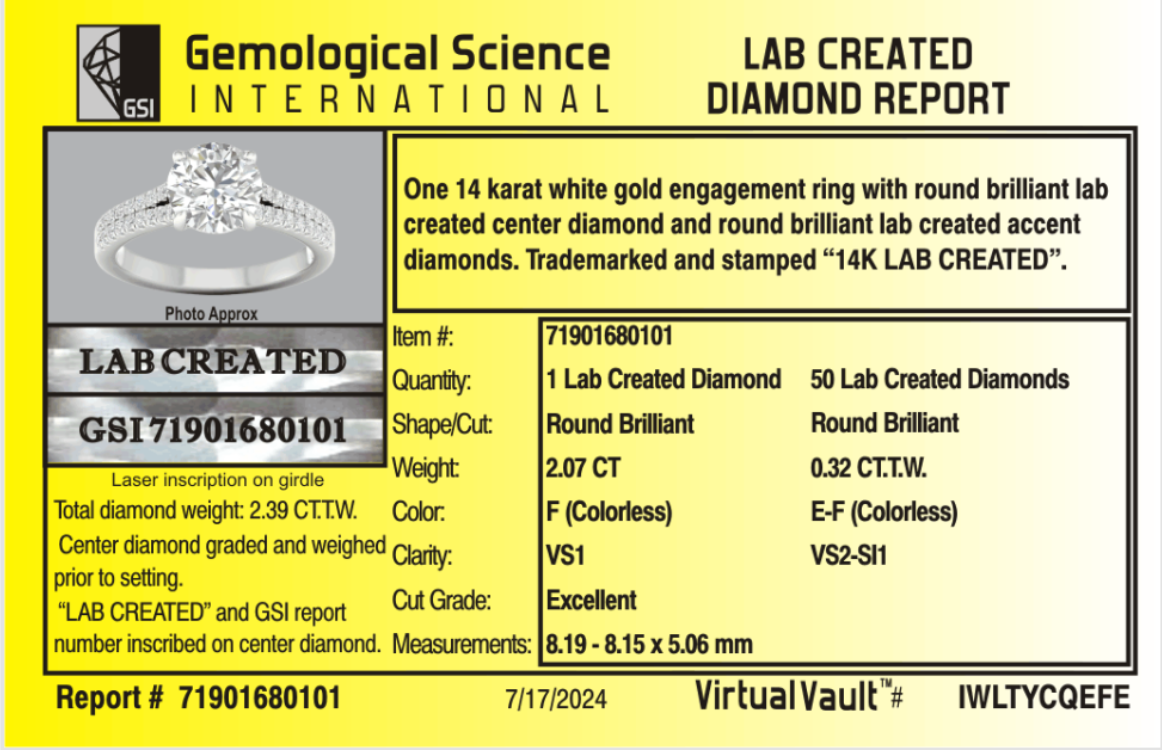 GSI
Gemological Science
INTERNATIONAL
LAB CREATED
DIAMOND REPORT
Photo Approx
LAB CREATED
GSI 71901680101
Laser inscription on girdle
Total diamond weight: 2.39 CT.T.W.
Center diamond graded and weighed
prior to setting.
“LAB CREATED” and GSI report
number inscribed on center diamond.
One 14 karat white gold engagement ring with round brilliant lab
created center diamond and round brilliant lab created accent
diamonds. Trademarked and stamped “14K LAB CREATED”.
Item #: 71901680101
Quantity: 1 Lab Created Diamond 50 Lab Created Diamonds
Shape/Cut: Round Brilliant Round Brilliant
Weight: 2.07 CT 0.32 CT.T.W.
Color: F (Colorless) E-F (Colorless)
Clarity: VS1 VS2-SI1
Cut Grade: Excellent
Measurements: 8.19 - 8.15 x 5.06 mm
Report # 71901680101 7/17/2024 Virtual Vault™# IWLTYCQEFE